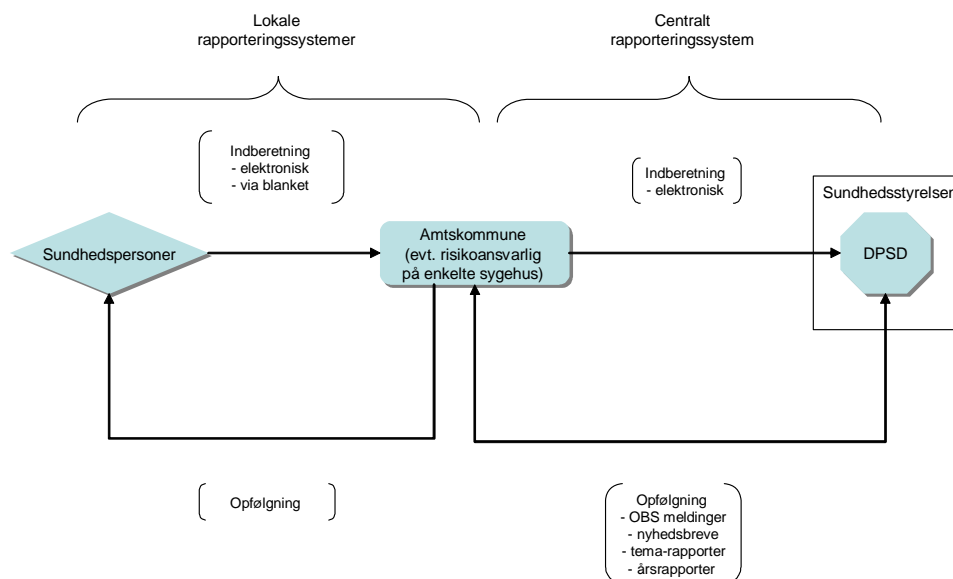 Lokale
rapporteringssystemer
Centralt
rapporteringssystem
Indberetning
- elektronisk
- via blanket
Indberetning
- elektronisk
Sundhedsstyrelsen
Sundhedspersoner
Amtskommune
(evt. risikoansvarlig
på enkelte sygehus)
DPSD
Opfølgning
Opfølgning
- OBS meldinger
- nyhedsbreve
- tema-rapporter
- årsrapporter